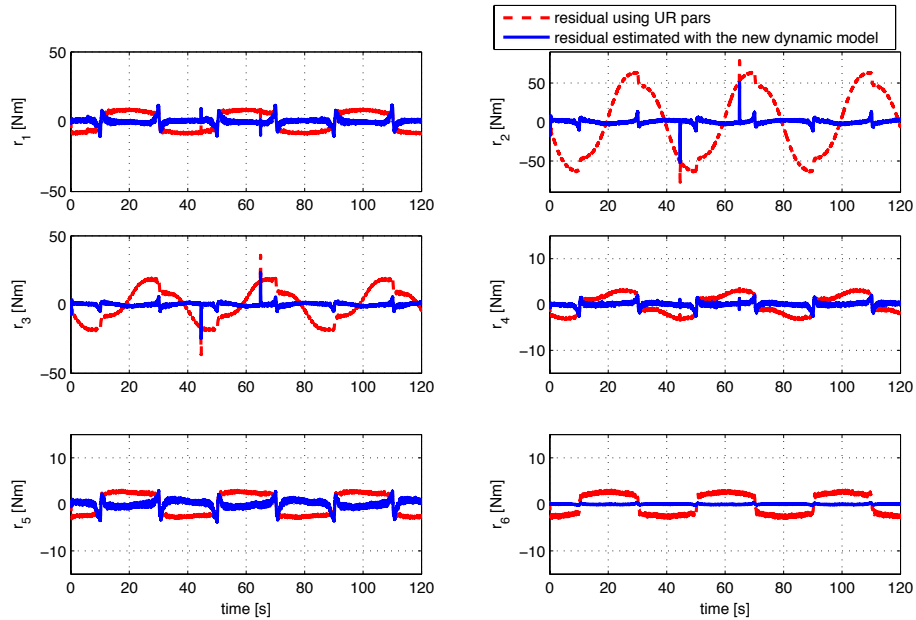 residual using UR pars
residual estimated with the new dynamic model
50
0
−50
r1 [Nm]
0 20 40 60 80 100 120
50
0
−50
r2 [Nm]
0 20 40 60 80 100 120
50
0
−50
r3 [Nm]
0 20 40 60 80 100 120
10
0
−10
r4 [Nm]
0 20 40 60 80 100 120
10
0
−10
r5 [Nm]
0 20 40 60 80 100 120
time [s]
10
0
−10
r6 [Nm]
0 20 40 60 80 100 120
time [s]